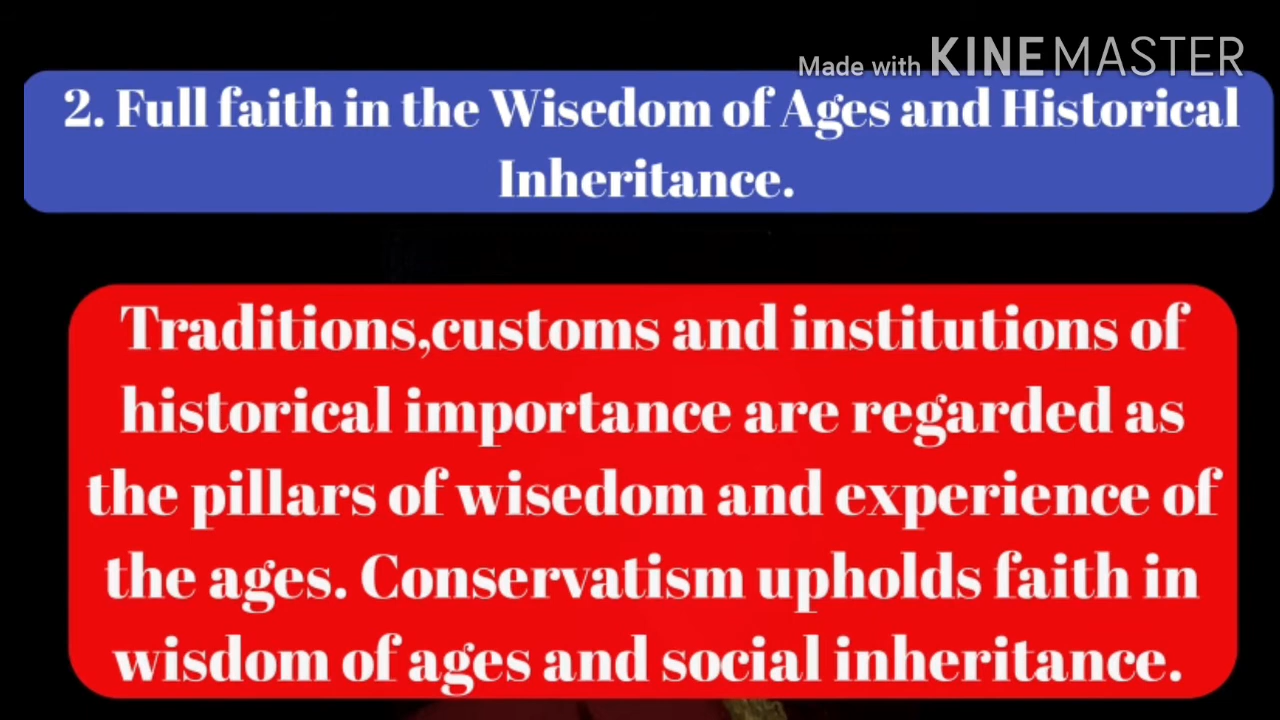 Made with KINEMASTER
2. Full faith in the Wisedom of Ages and Historical
Inheritance.
Traditions,customs and institutions of
historical importance are regarded as
the pillars of wisedom and experience of
the ages. Conservatism upholds faith in
wisdom of ages and social inheritance.